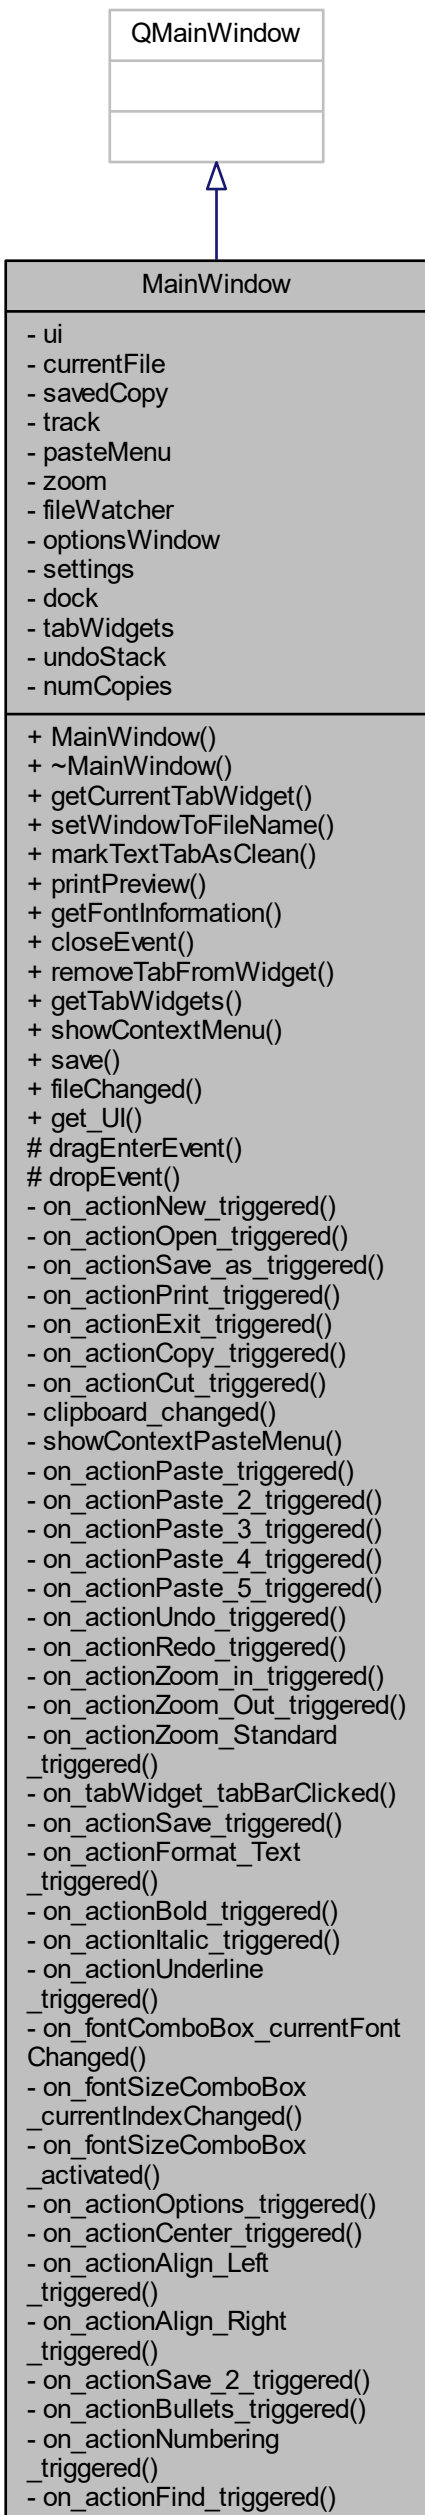 QMainWindow
MainWindow
- ui
- currentFile
- savedCopy
- track
- pasteMenu
- zoom
- fileWatcher
- optionsWindow
- settings
- dock
- tabWidgets
- undoStack
- numCopies
+ MainWindow()
+ ~MainWindow()
+ getCurrentTabWidget()
+ setWindowToFileName()
+ markTextTabAsClean()
+ printPreview()
+ getFontInformation()
+ closeEvent()
+ removeTabFromWidget()
+ getTabWidgets()
+ showContextMenu()
+ save()
+ fileChanged()
+ get_UI()
# dragEnterEvent()
# dropEvent()
- on_actionNew_triggered()
- on_actionOpen_triggered()
- on_actionSave_as_triggered()
- on_actionPrint_triggered()
- on_actionExit_triggered()
- on_actionCopy_triggered()
- on_actionCut_triggered()
- clipboard_changed()
- showContextPasteMenu()
- on_actionPaste_triggered()
- on_actionPaste_2_triggered()
- on_actionPaste_3_triggered()
- on_actionPaste_4_triggered()
- on_actionPaste_5_triggered()
- on_actionUndo_triggered()
- on_actionRedo_triggered()
- on_actionZoom_in_triggered()
- on_actionZoom_Out_triggered()
- on_actionZoom_Standard
_triggered()
- on_tabWidget_tabBarClicked()
- on_actionSave_triggered()
- on_actionFormat_Text
_triggered()
- on_actionBold_triggered()
- on_actionItalic_triggered()
- on_actionUnderline
_triggered()
- on_fontComboBox_currentFont
Changed()
- on_fontSizeComboBox
_currentIndexChanged()
- on_fontSizeComboBox
_activated()
- on_actionOptions_triggered()
- on_actionCenter_triggered()
- on_actionAlign_Left
_triggered()
- on_actionAlign_Right
_triggered()
- on_actionSave_2_triggered()
- on_actionBullets_triggered()
- on_actionNumbering
_triggered()
- on_actionFind_triggered()